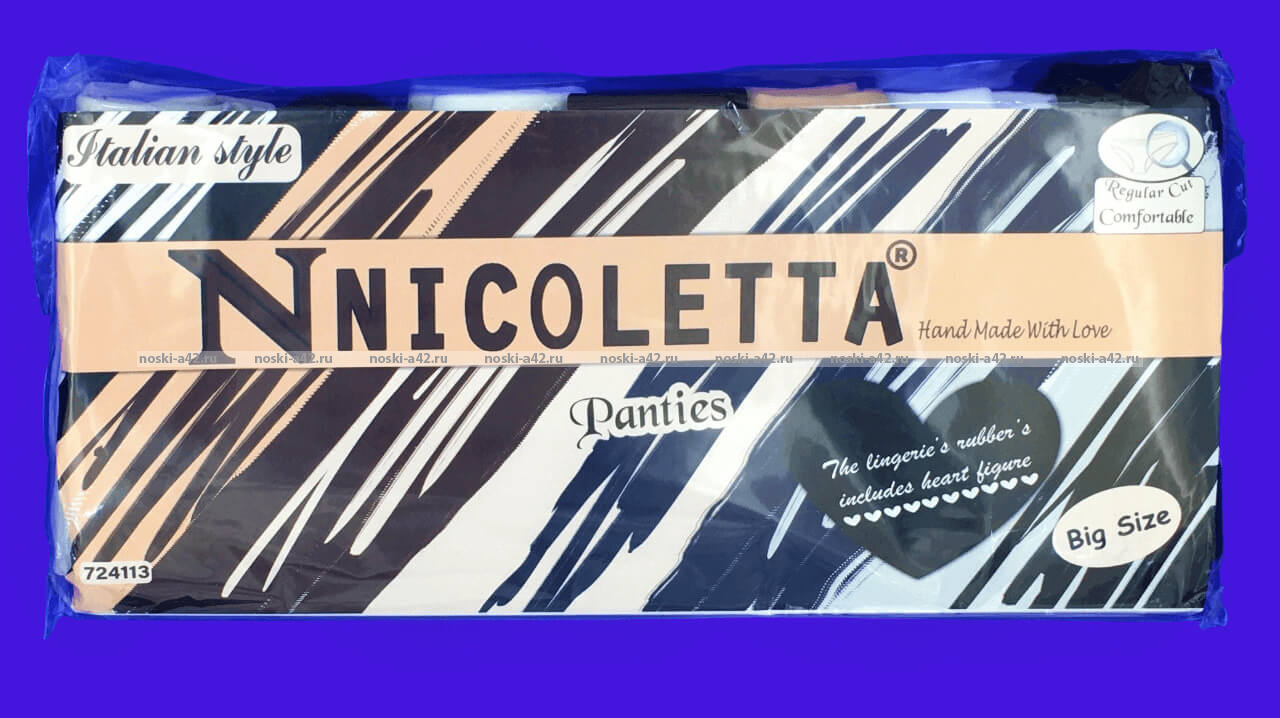 Italian style
Regular Cut
Comfortable
N NICOLETTA ®
Hand Made With Love
noski-a42.ru noski-a42.ru noski-a42.ru noski-a42.ru noski-a42.ru noski-a42.ru noski-a42.ru noski-a42.ru noski-a42.ru
Panties
The lingerie's rubber's
includes heart figure
Big Size
724113